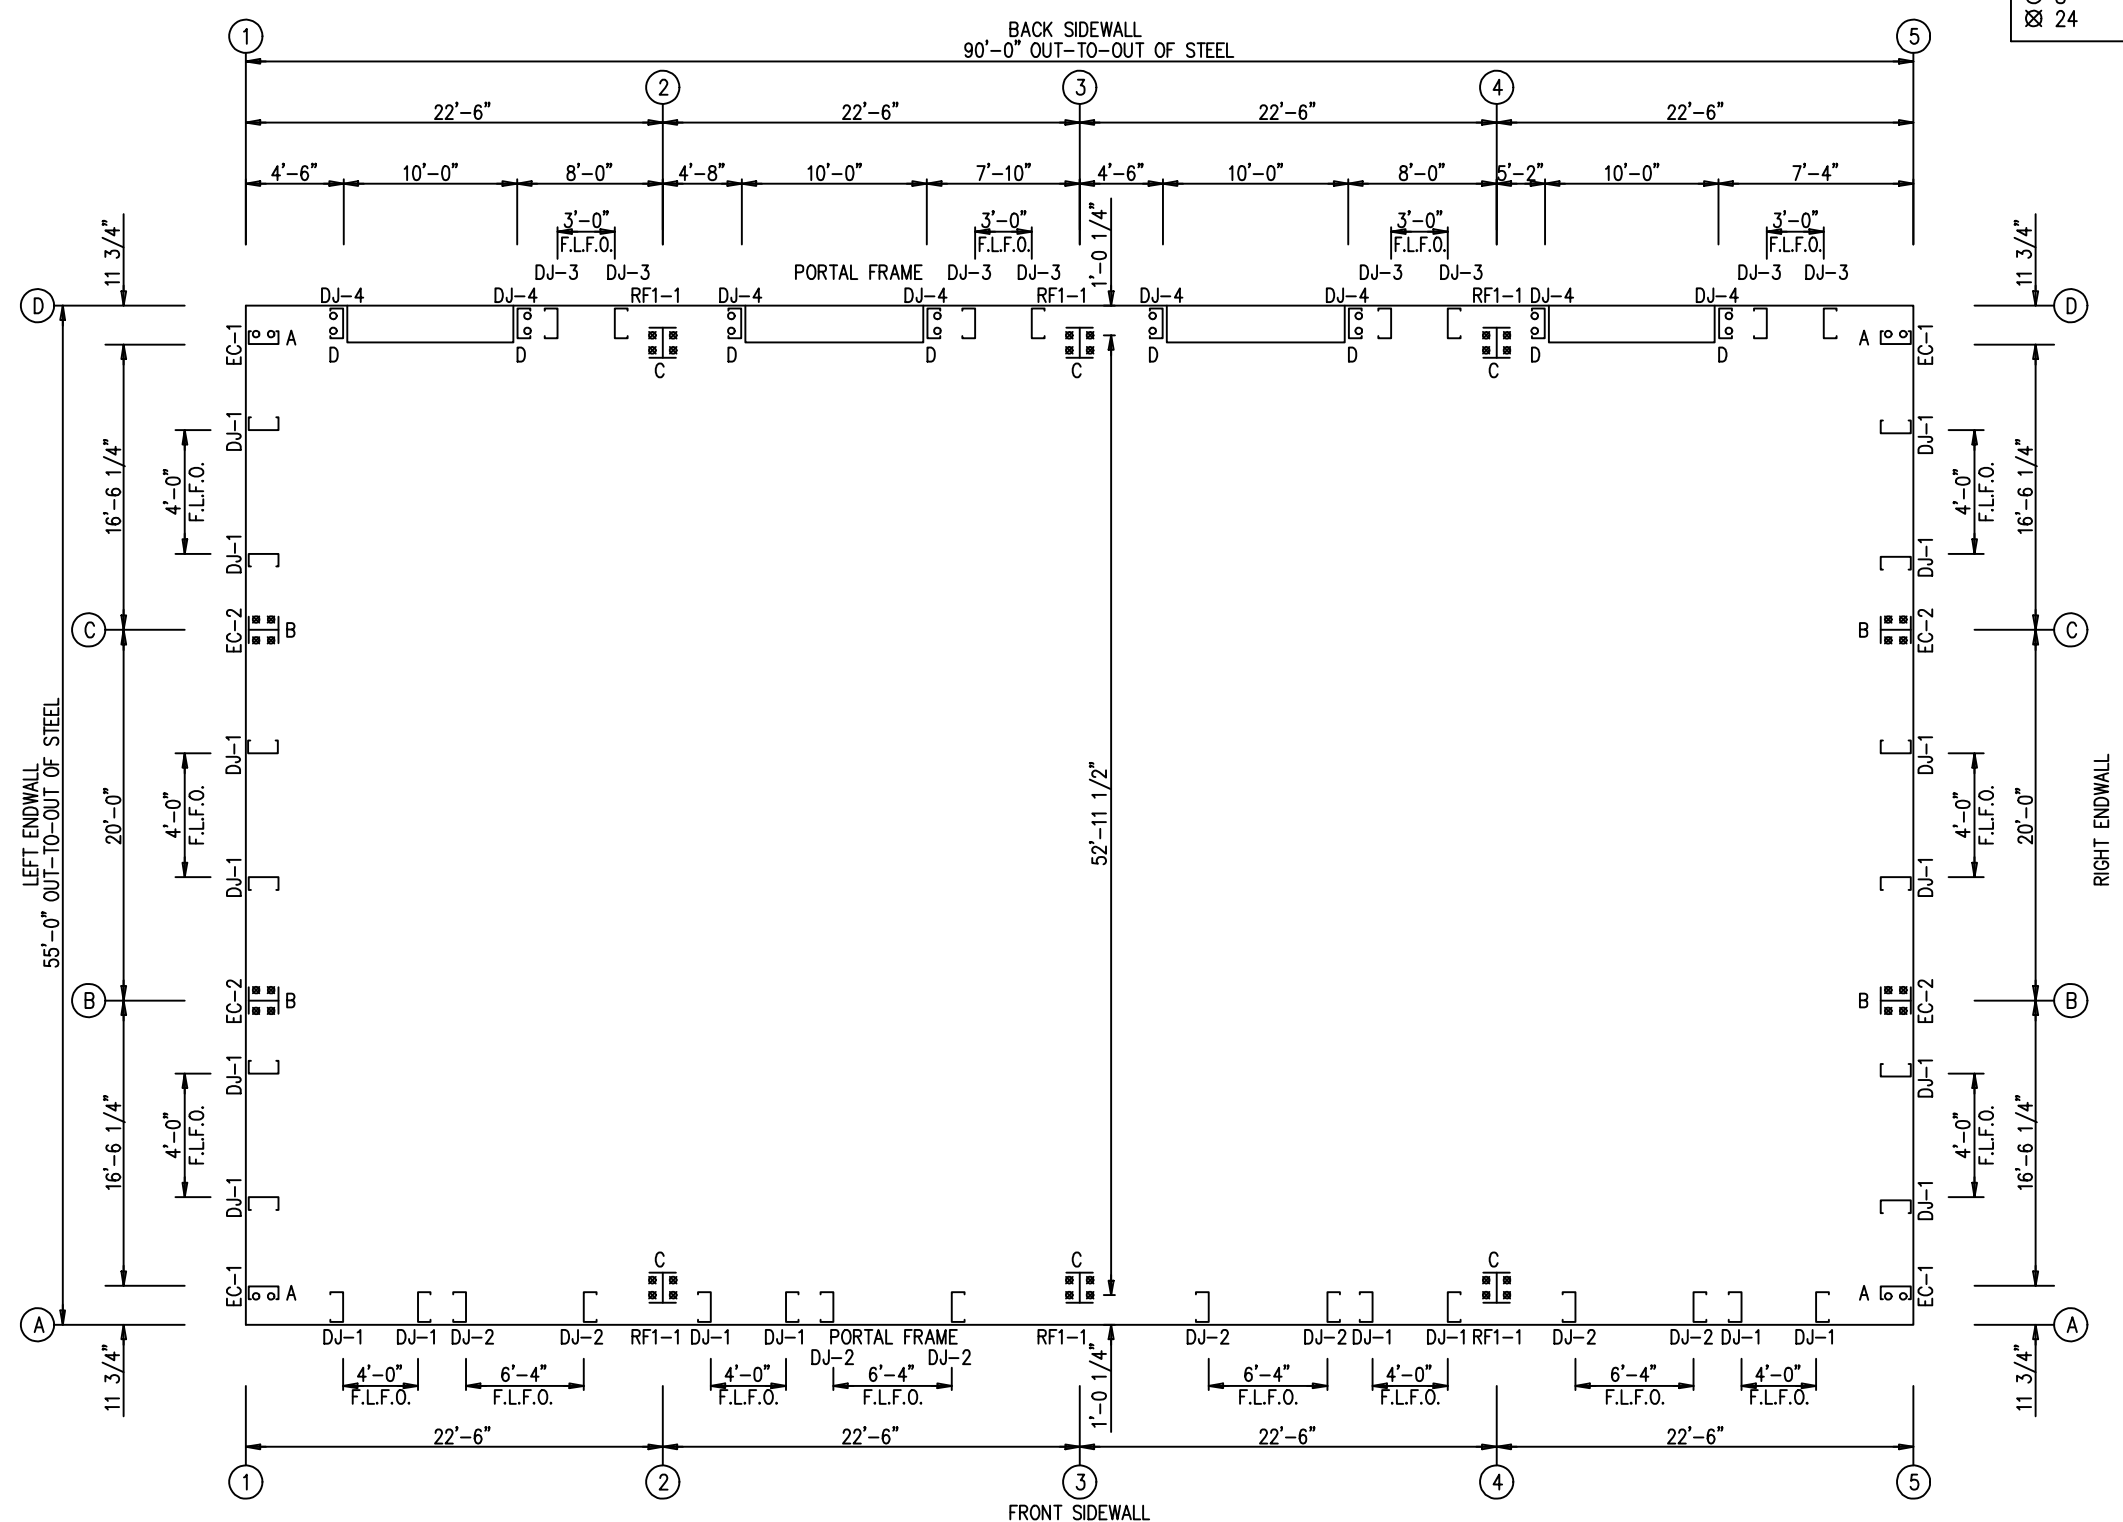 ⊗ 24
BACK SIDEWALL
90'-0" OUT-TO-OUT OF STEEL
1
5
2
3
4
22'-6"
22'-6"
22'-6"
22'-6"
4'-6"
10'-0"
8'-0"
4'-8"
10'-0"
7'-10"
4'-6"
10'-0"
8'-0"
5'-2"
10'-0"
7'-4"
3'-0"
F.L.F.O.
3'-0"
F.L.F.O.
3'-0"
F.L.F.O.
3'-0"
F.L.F.O.
11 3/4"
1'-0 1/4"
11 3/4"
DJ-3
DJ-3
PORTAL FRAME
DJ-3
DJ-3
DJ-3
DJ-3
DJ-3
DJ-3
D
DJ-4
DJ-4
RF1-1
DJ-4
DJ-4
RF1-1
DJ-4
DJ-4
RF1-1
DJ-4
DJ-4
D
EC-1
A
D
D
C
D
D
C
D
D
C
D
D
A
EC-1
DJ-1
DJ-1
16'-6 1/4"
4'-0"
F.L.F.O.
4'-0"
F.L.F.O.
16'-6 1/4"
DJ-1
DJ-1
C
EC-2
B
B
EC-2
C
LEFT ENDWALL
55'-0" OUT-TO-OUT OF STEEL
DJ-1
DJ-1
20'-0"
4'-0"
F.L.F.O.
52'-11 1/2"
4'-0"
F.L.F.O.
20'-0"
RIGHT ENDWALL
DJ-1
DJ-1
B
EC-2
B
B
EC-2
B
DJ-1
DJ-1
16'-6 1/4"
4'-0"
F.L.F.O.
4'-0"
F.L.F.O.
16'-6 1/4"
DJ-1
DJ-1
EC-1
A
C
C
C
A
EC-1
A
A
DJ-1
DJ-1
DJ-2
DJ-2
RF1-1
DJ-1
DJ-1
PORTAL FRAME
DJ-2
DJ-2
RF1-1
DJ-2
DJ-2
DJ-1
DJ-1
RF1-1
DJ-2
DJ-2
DJ-1
DJ-1
11 3/4"
4'-0"
F.L.F.O.
6'-4"
F.L.F.O.
4'-0"
F.L.F.O.
6'-4"
F.L.F.O.
1'-0 1/4"
6'-4"
F.L.F.O.
4'-0"
F.L.F.O.
6'-4"
F.L.F.O.
4'-0"
F.L.F.O.
11 3/4"
22'-6"
22'-6"
22'-6"
22'-6"
1
2
3
4
5
FRONT SIDEWALL